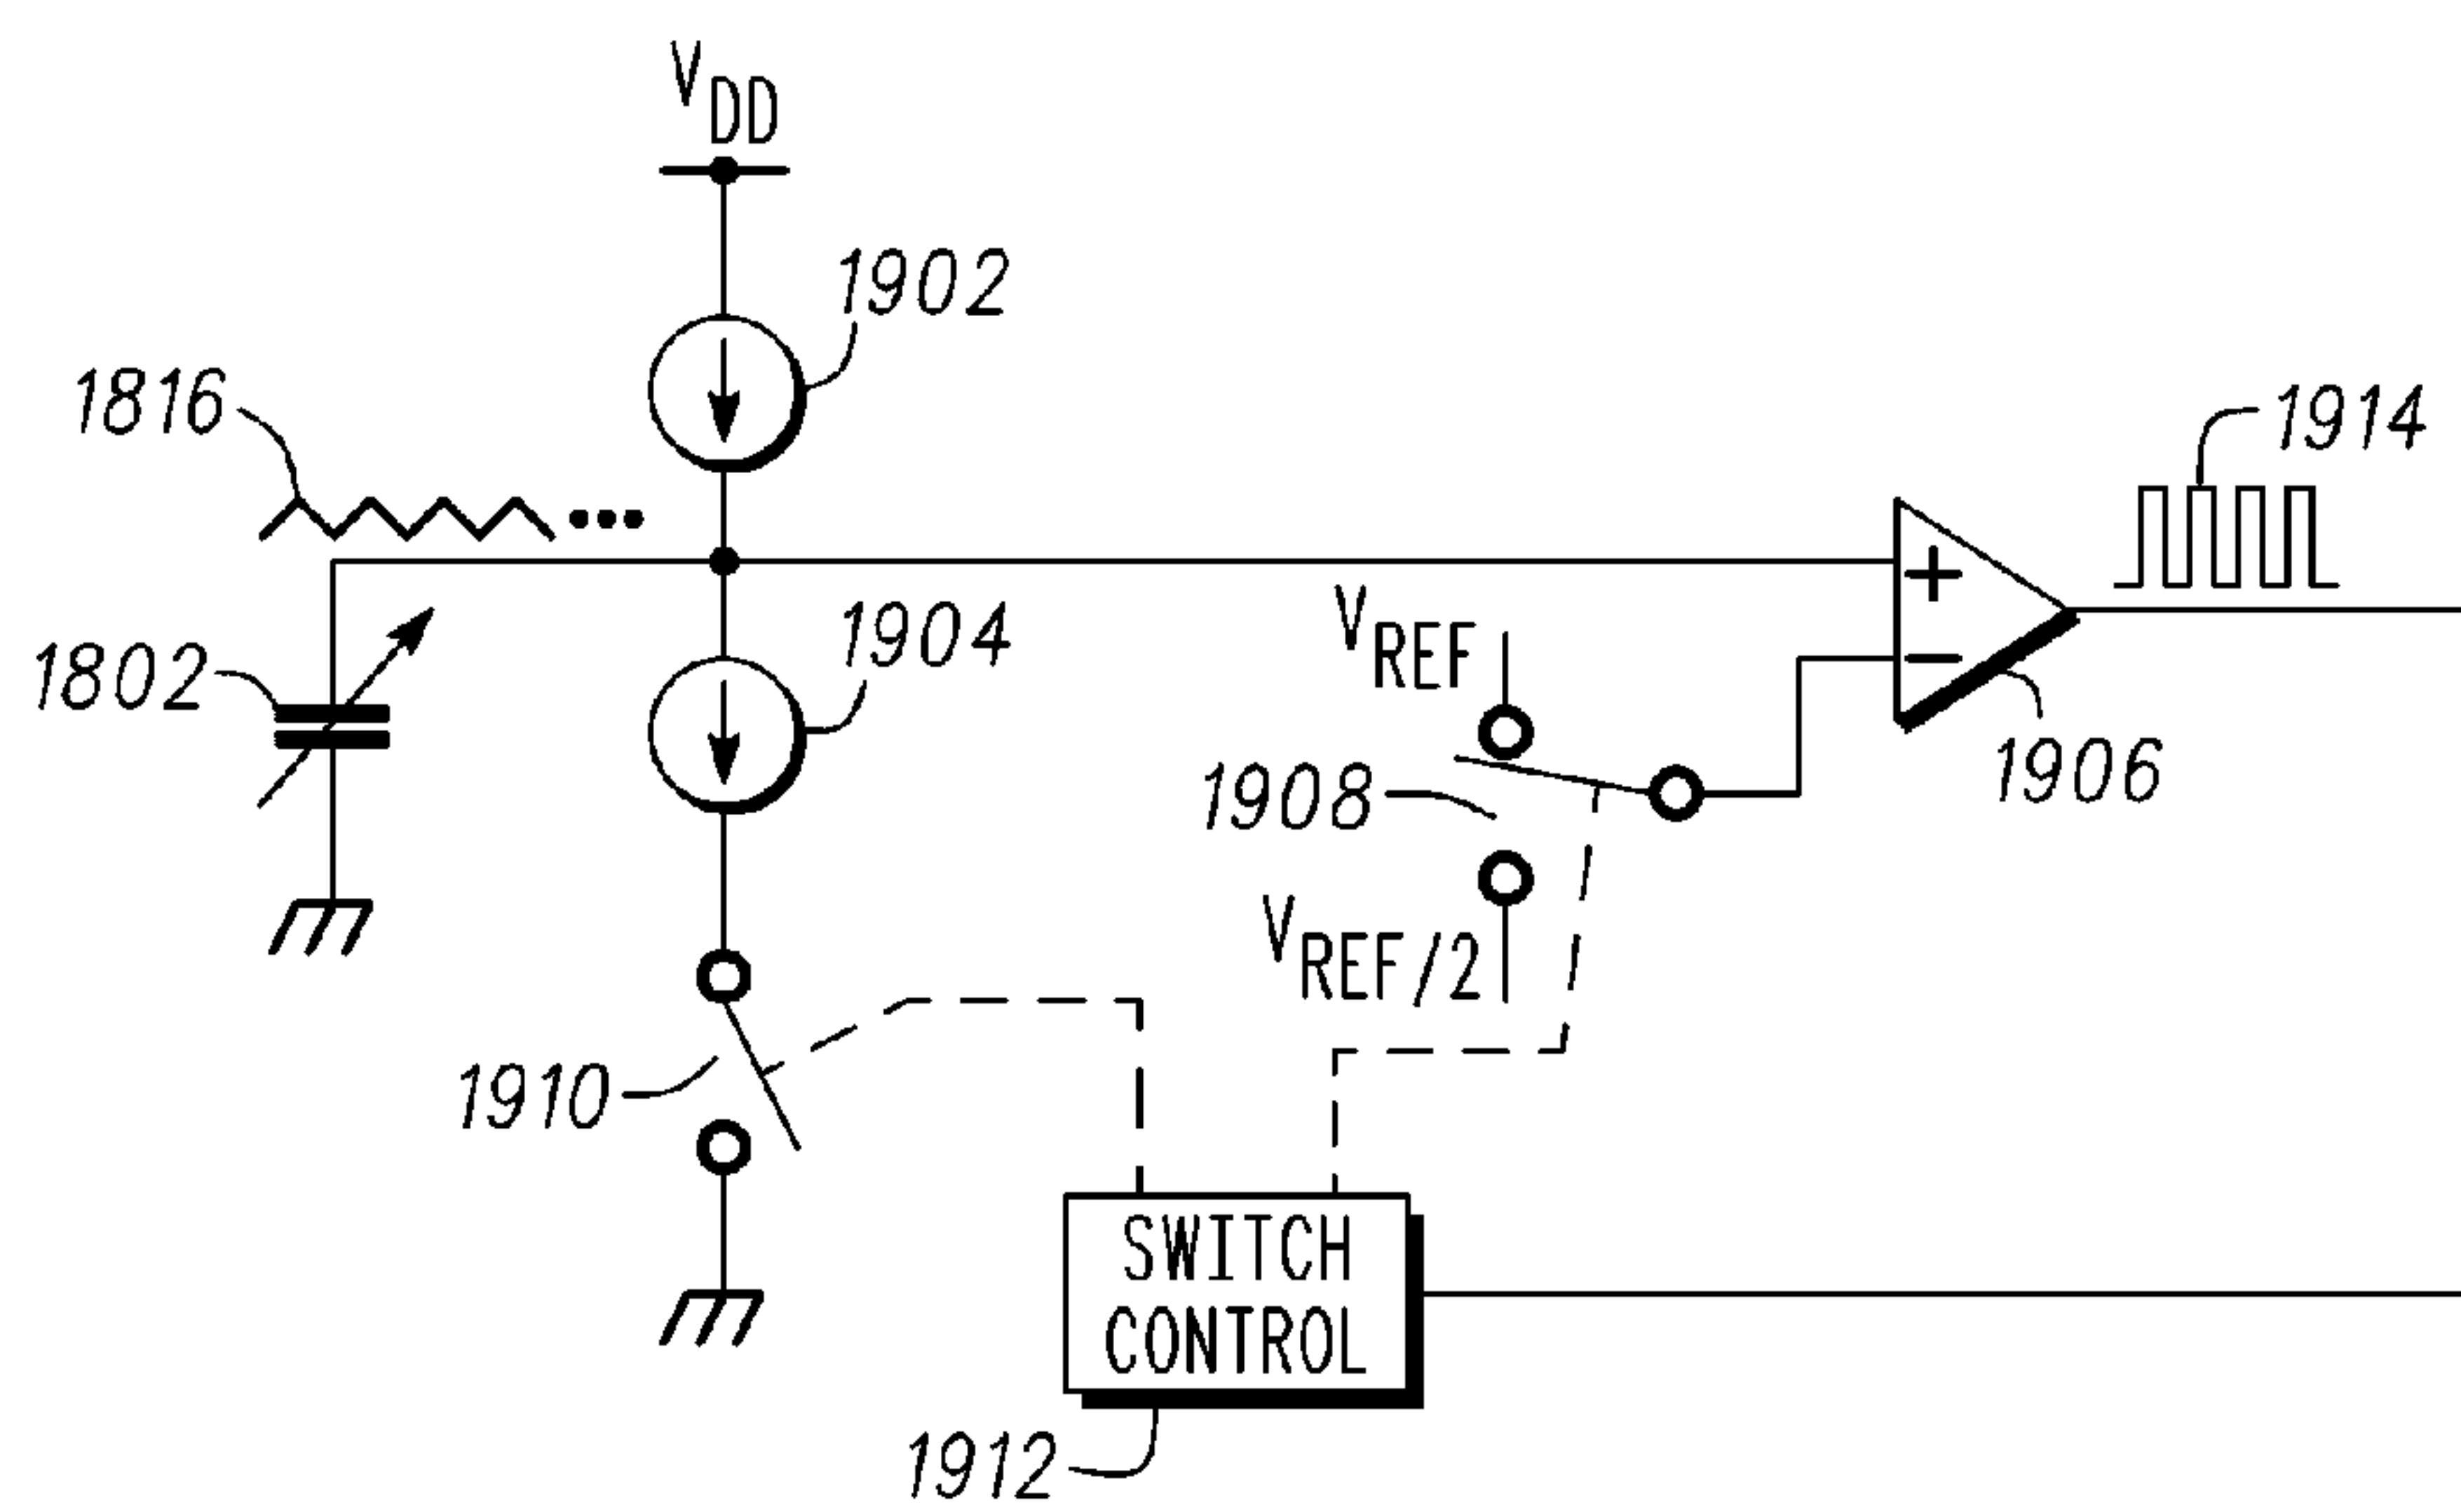 VDD
1902
1816
1914
1904
VREF
1802
1906
1908
VREF/2
1910
SWITCH
CONTROL
1912